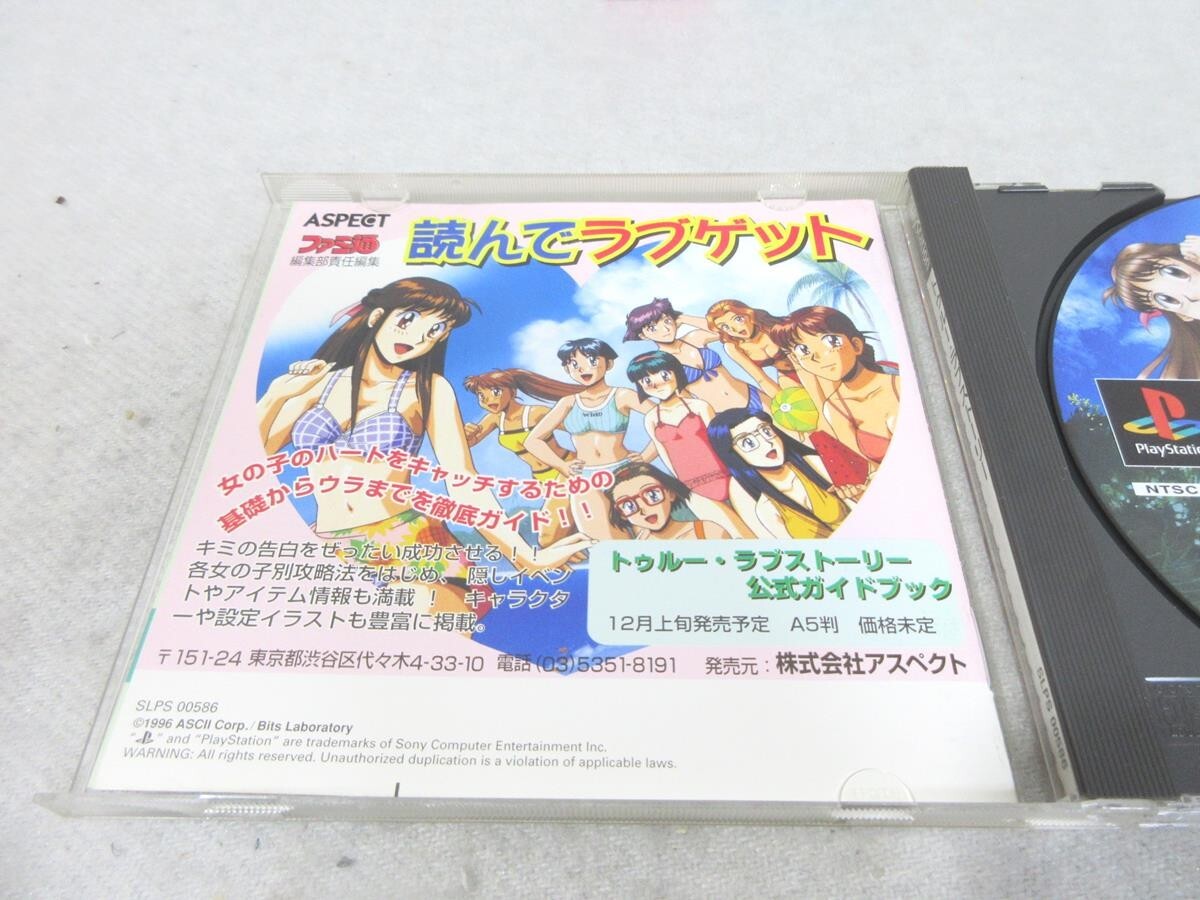 ASPECT
ファミ通
編集部責任編集
読んでラブゲット
女の子のハートをキャッチするための
基礎からウラまでを徹底ガイド！！
キミの告白をぜったい成功させる！！
各女の子別攻略法をはじめ、隠しイベン
トやアイテム情報も満載！　キャラクタ
ーや設定イラストも豊富に掲載。
トゥルー・ラブストーリー
公式ガイドブック
12月上旬発売予定　A5判　価格未定
〒151-24 東京都渋谷区代々木4-33-10 電話(03)5351-8191　発売元：株式会社アスペクト
SLPS 00586
©1996 ASCII Corp./Bits Laboratory
" " and "PlayStation" are trademarks of Sony Computer Entertainment Inc.
WARNING: All rights reserved. Unauthorized duplication is a violation of applicable laws.
SLPS 00586
PlayStation
NTSC